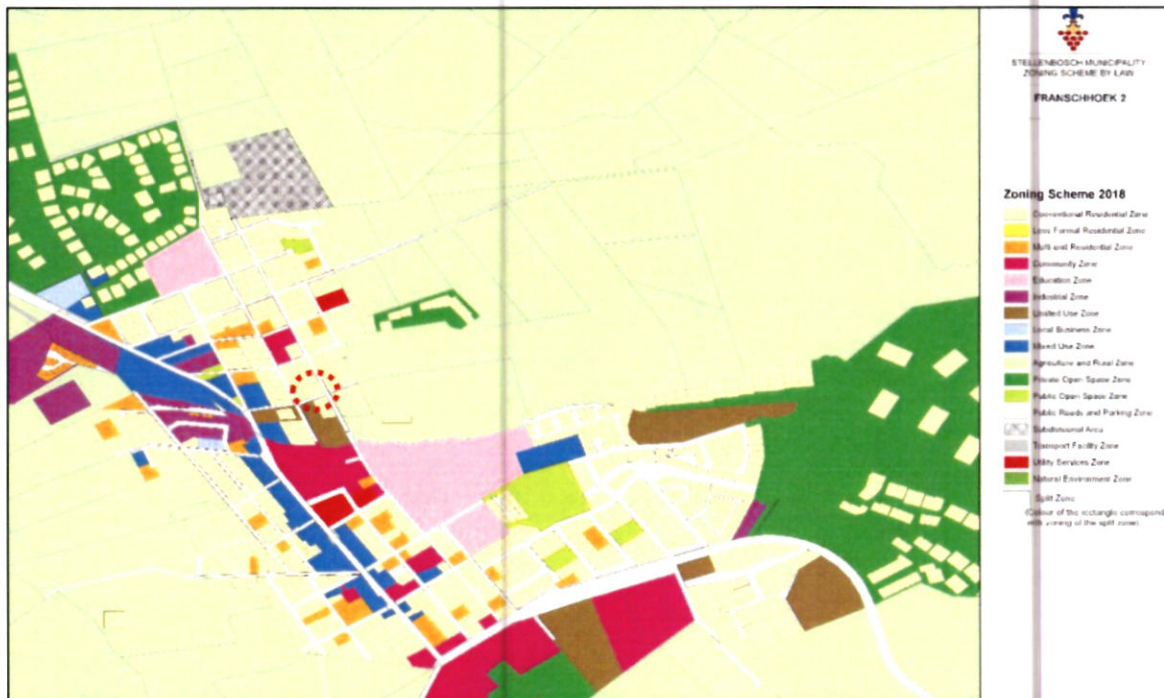 STELLENBOSCH MUNICIPALITY
ZONING SCHEME BY-LAW
FRANSCHHOEK 2
Zoning Scheme 2018
Conventional Residential Zone
Less Formal Residential Zone
Multi-unit Residential Zone
Community Zone
Education Zone
Industrial Zone
Limited Use Zone
Local Business Zone
Mixed Use Zone
Agriculture and Rural Zone
Private Open Space Zone
Public Open Space Zone
Public Roads and Parking Zone
Subdivisional Area
Transport Facility Zone
Utility Services Zone
Natural Environment Zone
Split Zone
(Colour of the rectangle correspond
with zoning of the split zone)